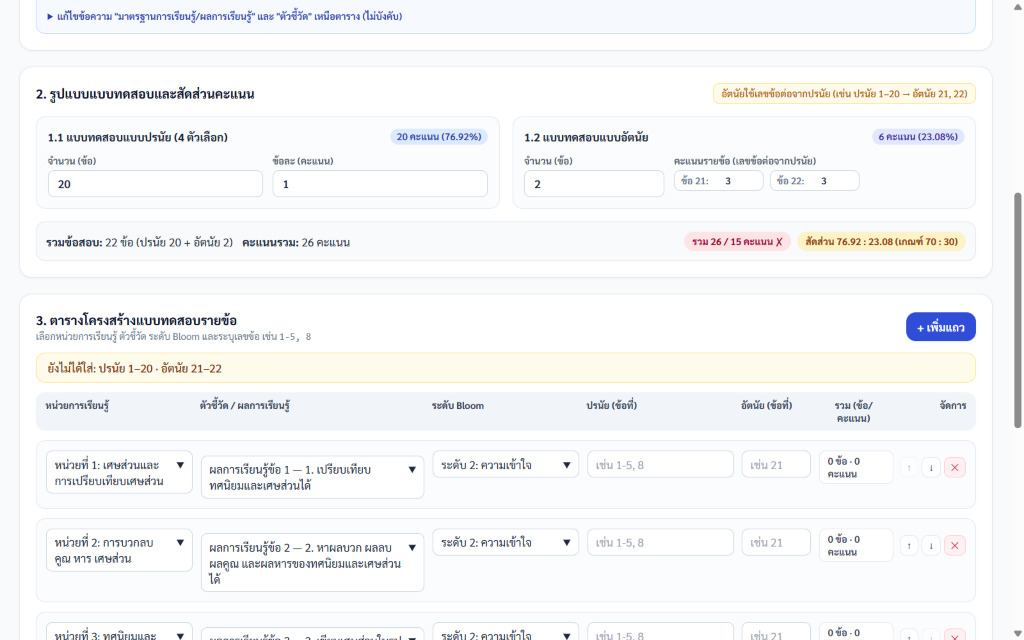 ▶ แก้ไขข้อความ "มาตรฐานการเรียนรู้/ผลการเรียนรู้" และ "ตัวชี้วัด" เหนือตาราง (ไม่บังคับ)
2. รูปแบบแบบทดสอบและสัดส่วนคะแนน
อัตนัยใช้เลขข้อต่อจากปรนัย (เช่น ปรนัย 1–20 → อัตนัย 21, 22)
1.1 แบบทดสอบแบบปรนัย (4 ตัวเลือก)
20 คะแนน (76.92%)
จำนวน (ข้อ)
ข้อละ (คะแนน)
20
1
1.2 แบบทดสอบแบบอัตนัย
6 คะแนน (23.08%)
จำนวน (ข้อ)
คะแนนรายข้อ (เลขข้อต่อจากปรนัย)
2
ข้อ 21: 3
ข้อ 22: 3
รวมข้อสอบ: 22 ข้อ (ปรนัย 20 + อัตนัย 2) คะแนนรวม: 26 คะแนน
รวม 26 / 15 คะแนน ✗
สัดส่วน 76.92 : 23.08 (เกณฑ์ 70 : 30)
3. ตารางโครงสร้างแบบทดสอบรายข้อ
เลือกหน่วยการเรียนรู้ ตัวชี้วัด ระดับ Bloom และระบุเลขข้อ เช่น 1-5, 8
+ เพิ่มแถว
ยังไม่ได้ใส่: ปรนัย 1–20 · อัตนัย 21–22
หน่วยการเรียนรู้
ตัวชี้วัด / ผลการเรียนรู้
ระดับ Bloom
ปรนัย (ข้อที่)
อัตนัย (ข้อที่)
รวม (ข้อ/
คะแนน)
จัดการ
หน่วยที่ 1: เศษส่วนและ
การเปรียบเทียบเศษส่วน
ผลการเรียนรู้ข้อ 1 — 1. เปรียบเทียบ
ทศนิยมและเศษส่วนได้
ระดับ 2: ความเข้าใจ
เช่น 1-5, 8
เช่น 21
0 ข้อ · 0
คะแนน
↑ ↓ ✕
หน่วยที่ 2: การบวกลบ
คูณ หาร เศษส่วน
ผลการเรียนรู้ข้อ 2 — 2. หาผลบวก ผลลบ
ผลคูณ และผลหารของทศนิยมและเศษส่วน
ได้
ระดับ 2: ความเข้าใจ
เช่น 1-5, 8
เช่น 21
0 ข้อ · 0
คะแนน
↑ ↓ ✕
หน่วยที่ 3: ทศนิยมและ
ระดับ 2: ความเข้าใจ
เช่น 1-5, 8
เช่น 21
0 ข้อ · 0